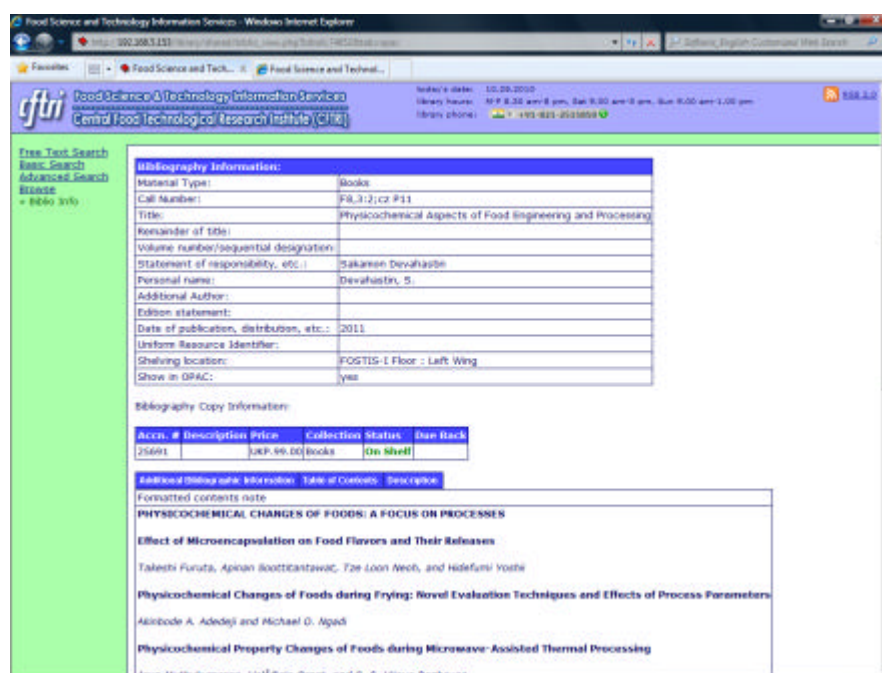 Food Science and Technology Information Services - Windows Internet Explorer
Favorites
Food Science and Tech...
Food Science and Technol...
cftri
Food Science & Technology Information Services
Central Food Technological Research Institute (CFTRI)
today's date: 10.09.2010
library hours:
library phone:
RSS 2.0
Free Text Search
Basic Search
Advanced Search
Browse
» Biblio Info
Bibliography Information:
Material Type: Books
Call Number: F8,3:2;cz P11
Title: Physicochemical Aspects of Food Engineering and Processing
Remainder of title:
Volume number/sequential designation:
Statement of responsibility, etc.: Sakamon Devahastin
Personal name: Devahastin, S.
Additional Author:
Edition statement:
Date of publication, distribution, etc.: 2011
Uniform Resource Identifier:
Shelving location: FOSTIS-I Floor : Left Wing
Show in OPAC: yes
Bibliography Copy Information:
Accn. # Description Price Collection Status Due Back
25691 UKP.99.00 Books On Shelf
Additional Bibliographic Information Table of Contents Description
Formatted contents note
PHYSICOCHEMICAL CHANGES OF FOODS: A FOCUS ON PROCESSES
Effect of Microencapsulation on Food Flavors and Their Releases
Takeshi Furuta, Apinan Soottitantawat, Tze Loon Neoh, and Hidefumi Yoshii
Physicochemical Changes of Foods during Frying: Novel Evaluation Techniques and Effects of Process Parameters
Akinbode A. Adedeji and Michael O. Ngadi
Physicochemical Property Changes of Foods during Microwave-Assisted Thermal Processing